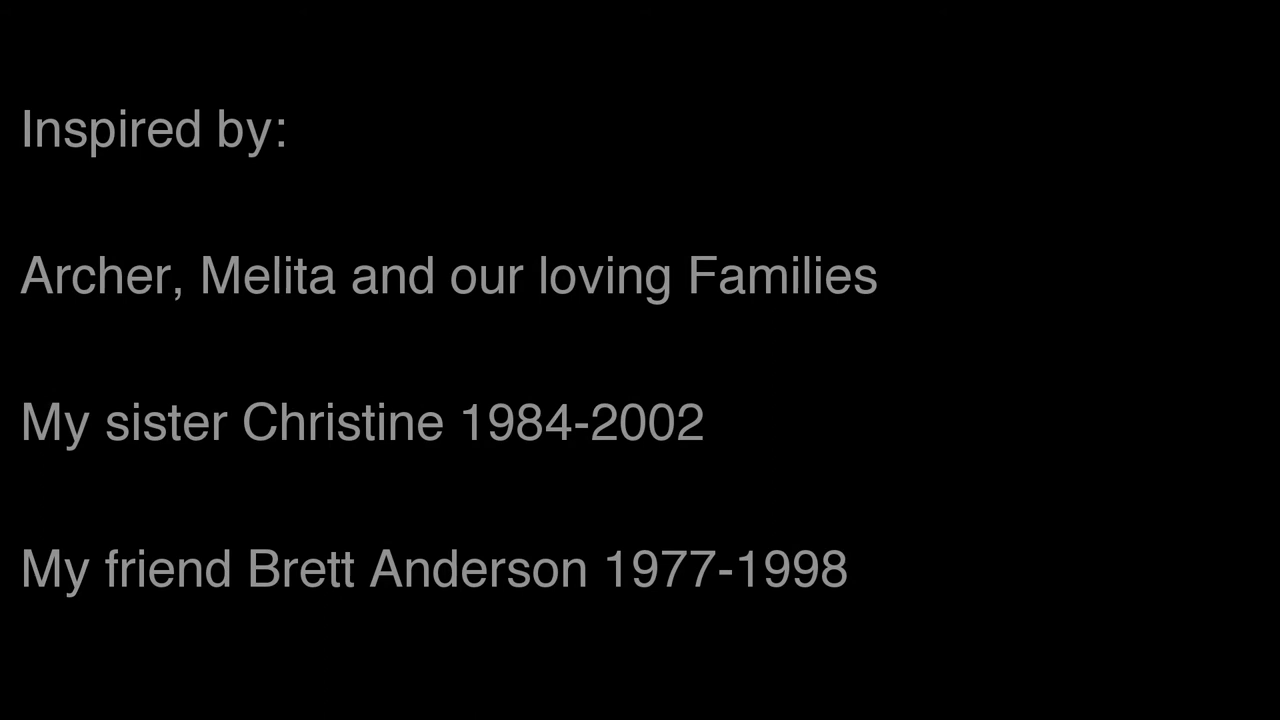 Inspired by:
Archer, Melita and our loving Families
My sister Christine 1984-2002
My friend Brett Anderson 1977-1998